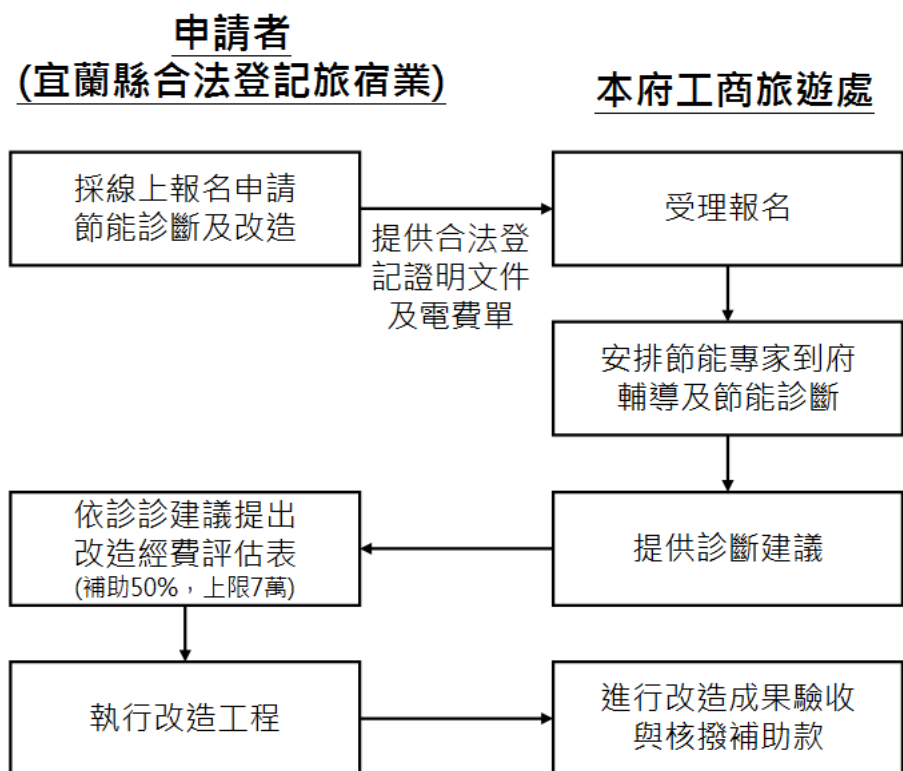 申請者
(宜蘭縣合法登記旅宿業)
本府工商旅遊處
採線上報名申請
節能診斷及改造
提供合法登
記證明文件
及電費單
受理報名
安排節能專家到府
輔導及節能診斷
提供診斷建議
依診診建議提出
改造經費評估表
(補助50%，上限7萬)
執行改造工程
進行改造成果驗收
與核撥補助款